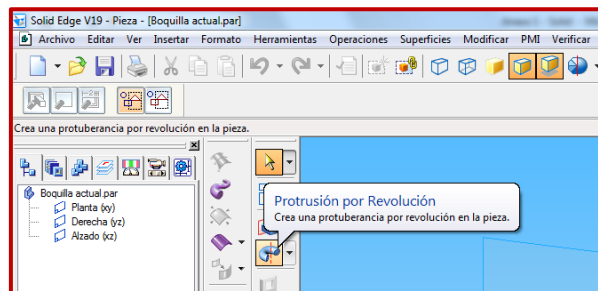 Solid Edge V19 - Pieza - [Boquilla actual.par]
Archivo Editar Ver Insertar Formato Herramientas Operaciones Superficies Modificar PMI Verificar
Crea una protuberancia por revolución en la pieza.
Boquilla actual.par
Planta (xy)
Derecha (yz)
Alzado (xz)
Protrusión por Revolución
Crea una protuberancia por revolución en la pieza.